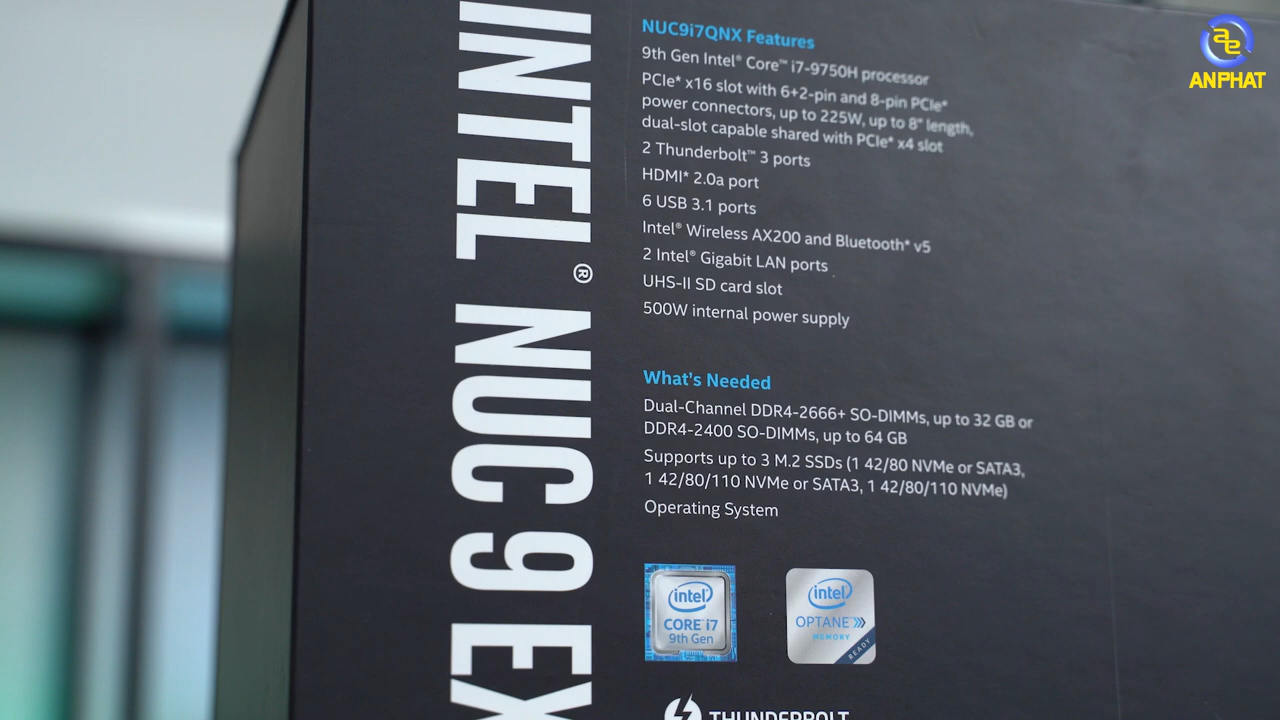 INTEL® NUC 9 EX
NUC9i7QNX Features
9th Gen Intel® Core™ i7-9750H processor
PCIe* x16 slot with 6+2-pin and 8-pin PCIe*
power connectors, up to 225W, up to 8" length,
dual-slot capable shared with PCIe* x4 slot
2 Thunderbolt™ 3 ports
HDMI* 2.0a port
6 USB 3.1 ports
Intel® Wireless AX200 and Bluetooth* v5
2 Intel® Gigabit LAN ports
UHS-II SD card slot
500W internal power supply
What's Needed
Dual-Channel DDR4-2666+ SO-DIMMs, up to 32 GB or
DDR4-2400 SO-DIMMs, up to 64 GB
Supports up to 3 M.2 SSDs (1 42/80 NVMe or SATA3,
1 42/80/110 NVMe or SATA3, 1 42/80/110 NVMe)
Operating System
intel®
CORE™ i7
9th Gen
intel®
OPTANE
MEMORY
READY
THUNDERBOLT
ae
ANPHAT